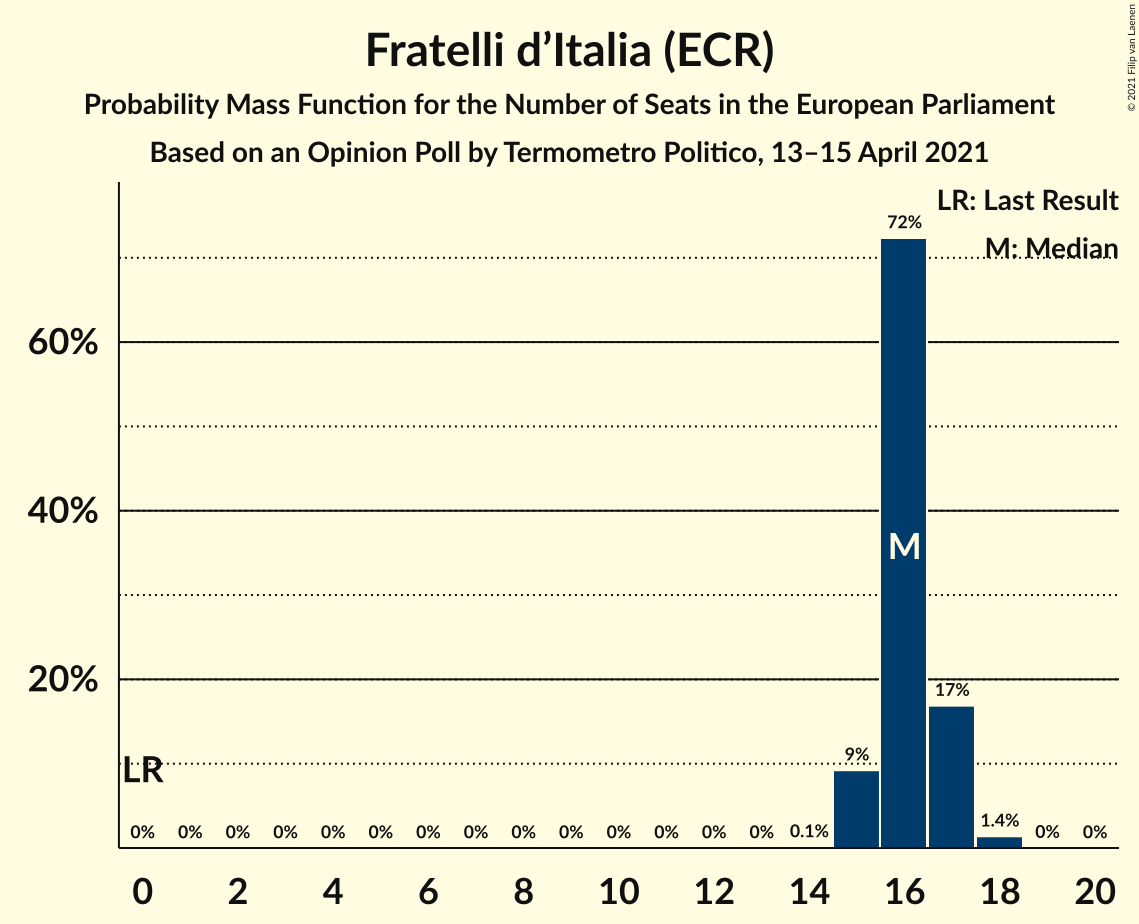 Fratelli d’Italia (ECR)
Probability Mass Function for the Number of Seats in the European Parliament
Based on an Opinion Poll by Termometro Politico, 13–15 April 2021
© 2021 Filip van Laenen
LR: Last Result
M: Median
72%
60%
40%
M
20%
17%
9%
LR
0% 0% 0% 0% 0% 0% 0% 0% 0% 0% 0% 0% 0% 0% 0.1% 1.4% 0% 0%
0 2 4 6 8 10 12 14 16 18 20